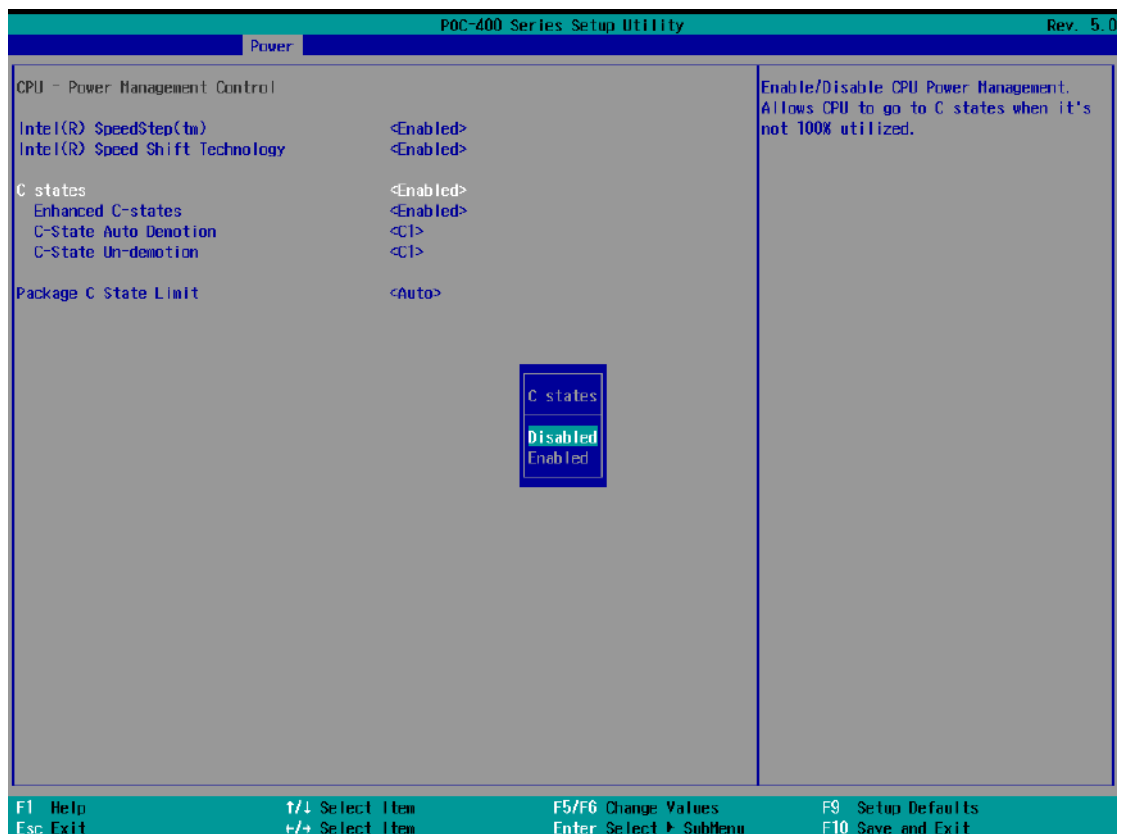 POC-400 Series Setup Utility Rev. 5.0
Power
CPU - Power Management Control
Intel(R) SpeedStep(tm) <Enabled>
Intel(R) Speed Shift Technology <Enabled>
C states <Enabled>
Enhanced C-states <Enabled>
C-State Auto Demotion <C1>
C-State Un-demotion <C1>
Package C State Limit <Auto>
Enable/Disable CPU Power Management.
Allows CPU to go to C states when it's
not 100% utilized.
C states
Disabled
Enabled
F1 Help ↑/↓ Select Item F5/F6 Change Values F9 Setup Defaults
Esc Exit ←/→ Select Item Enter Select ▶ SubMenu F10 Save and Exit